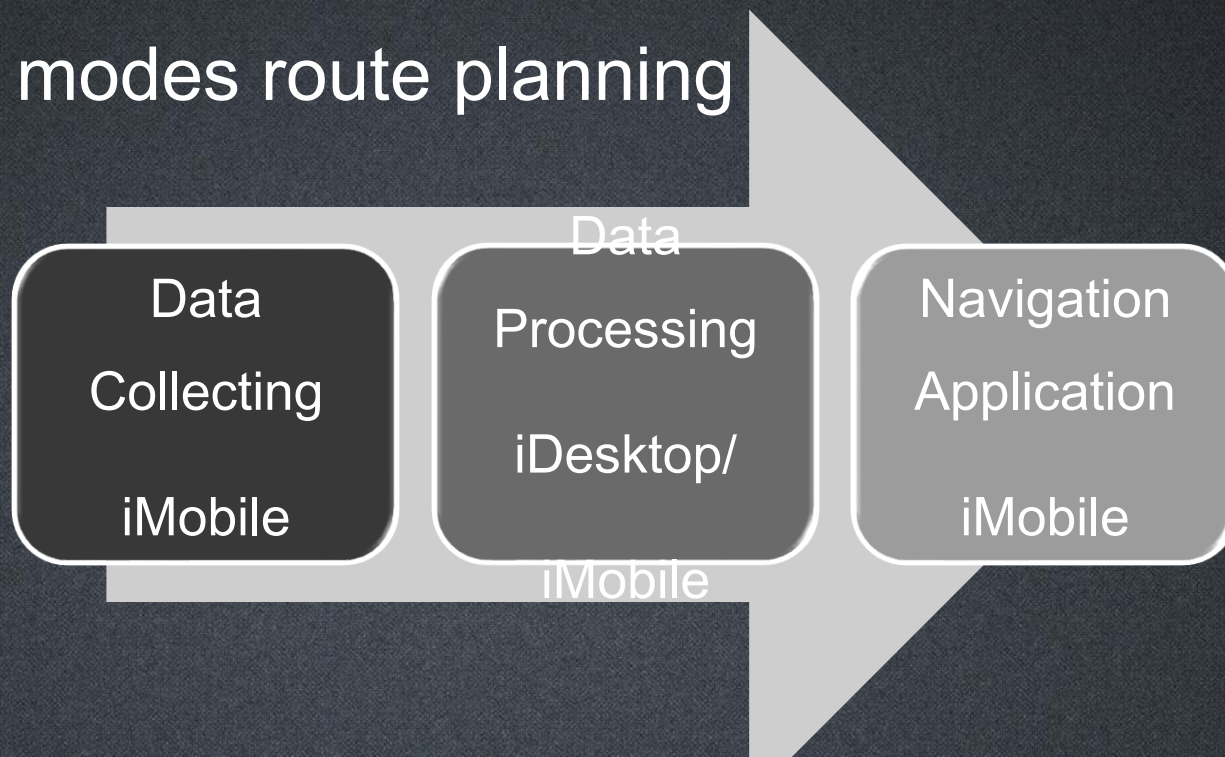 modes route planning
Data
Collecting
iMobile
Data
Processing
iDesktop/
iMobile
Navigation
Application
iMobile